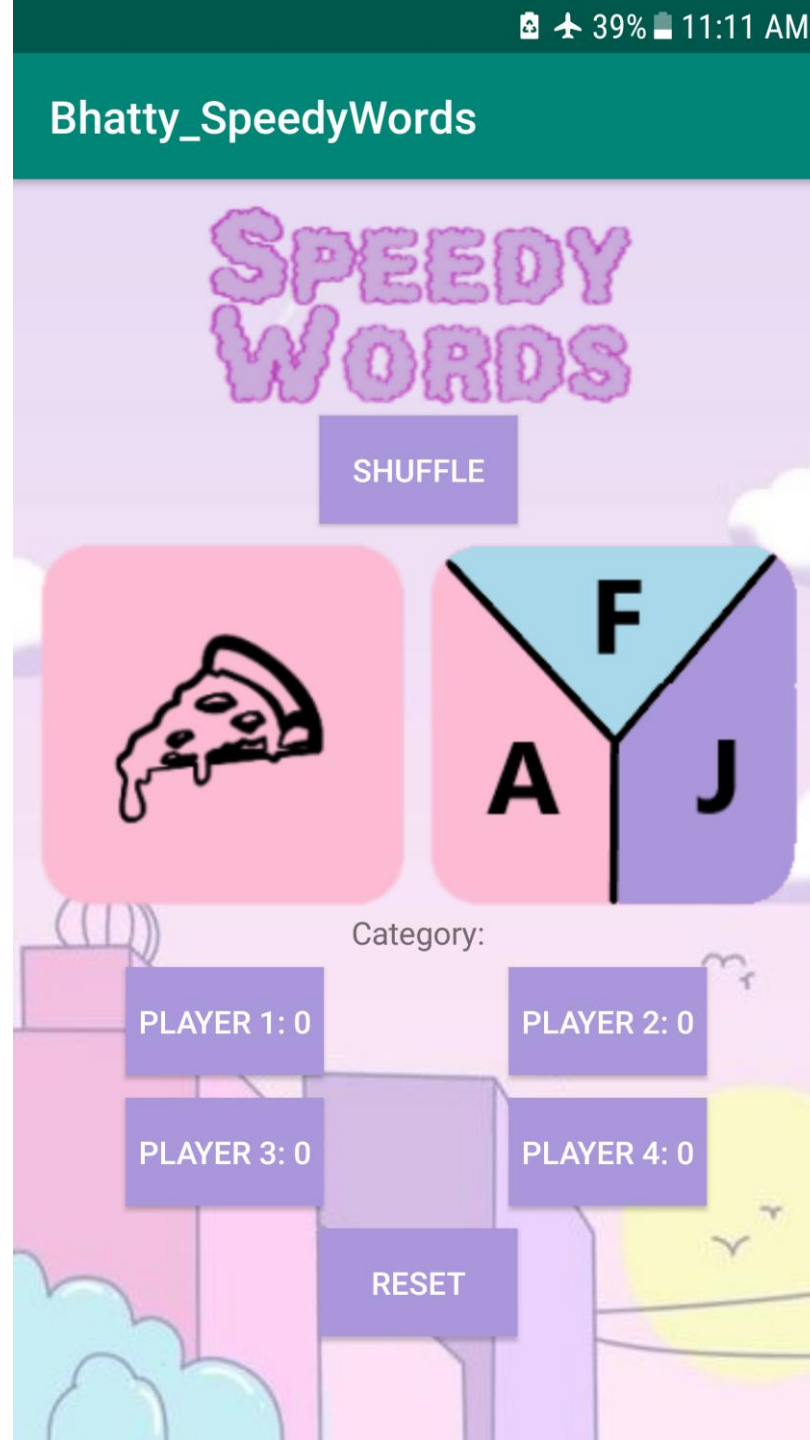 39% 11:11 AM
Bhatty_SpeedyWords
SPEEDY
WORDS
SHUFFLE
F
A J
Category:
PLAYER 1: 0 PLAYER 2: 0
PLAYER 3: 0 PLAYER 4: 0
RESET